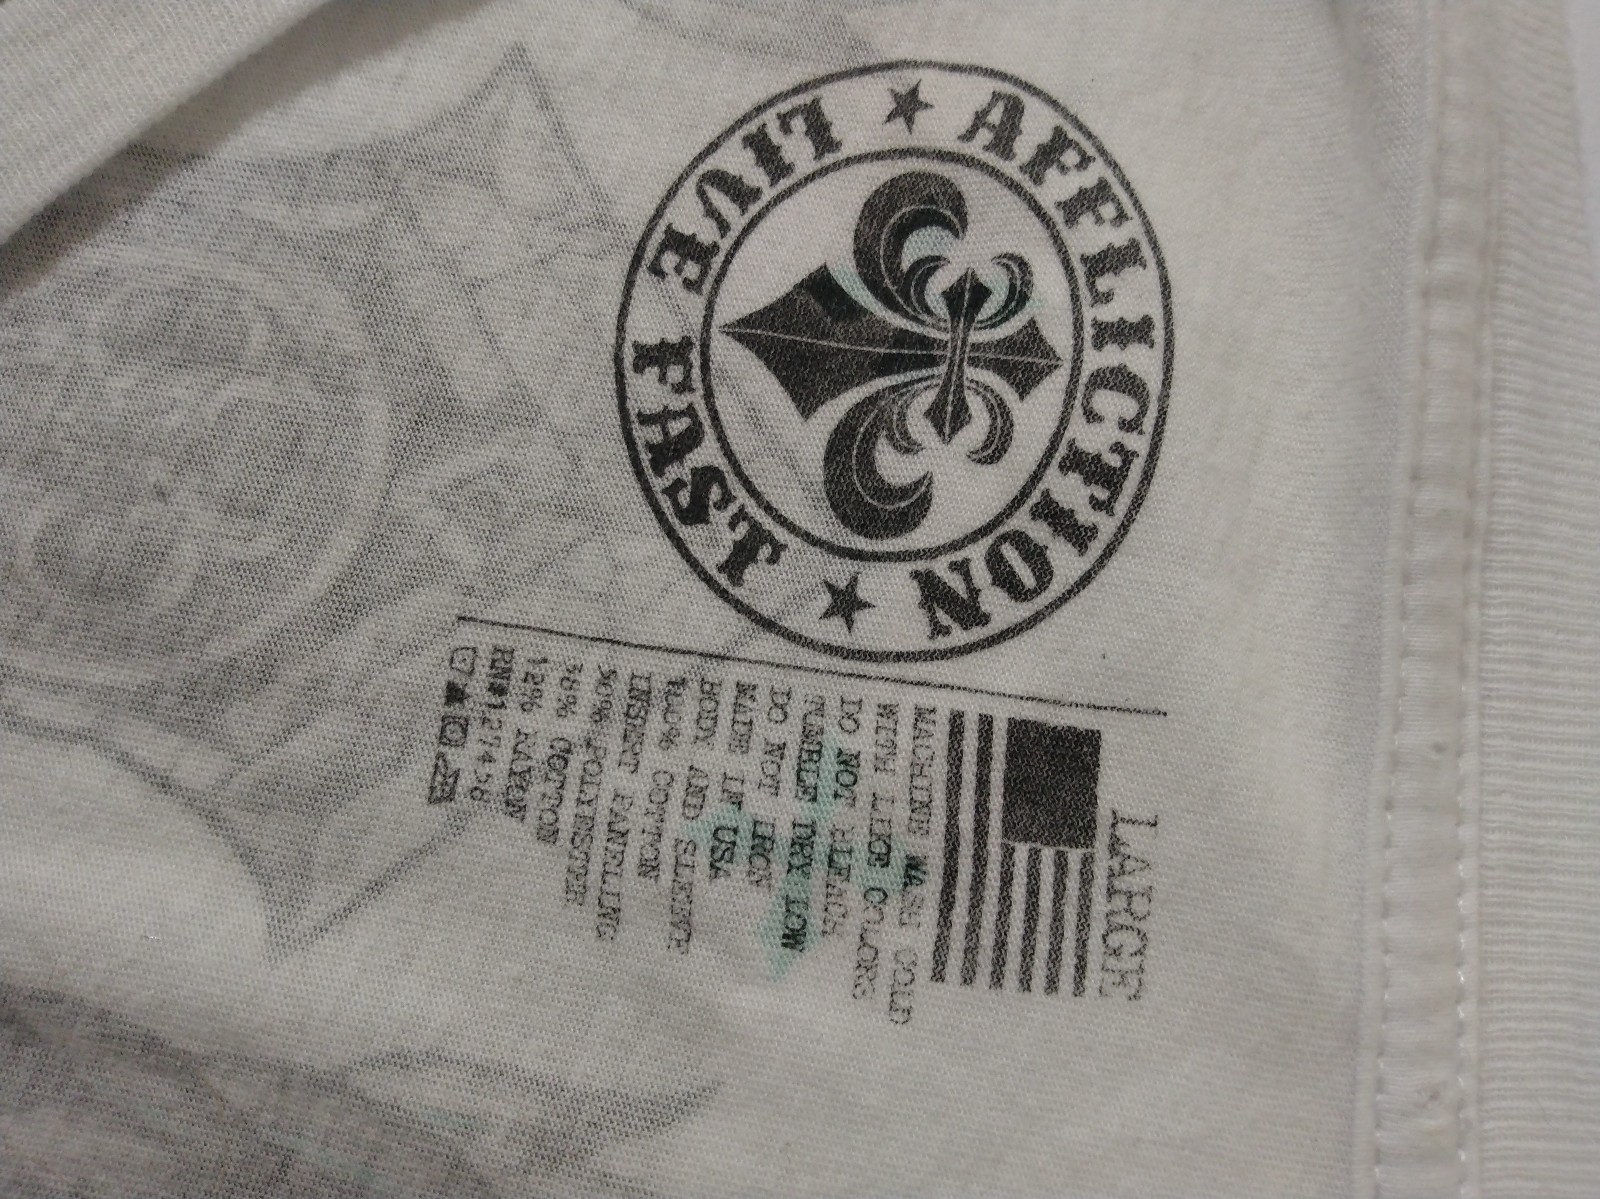 AFFLICTION
LIVE FAST
LARGE
MACHINE WASH COLD
WITH LIKE COLORS
DO NOT BLEACH
TUMBLE DRY LOW
DO NOT IRON
MADE IN USA
BODY AND SLEEVE
100% COTTON
INSERT PANELING
50% POLYESTER
38% COTTON
12% RAYON